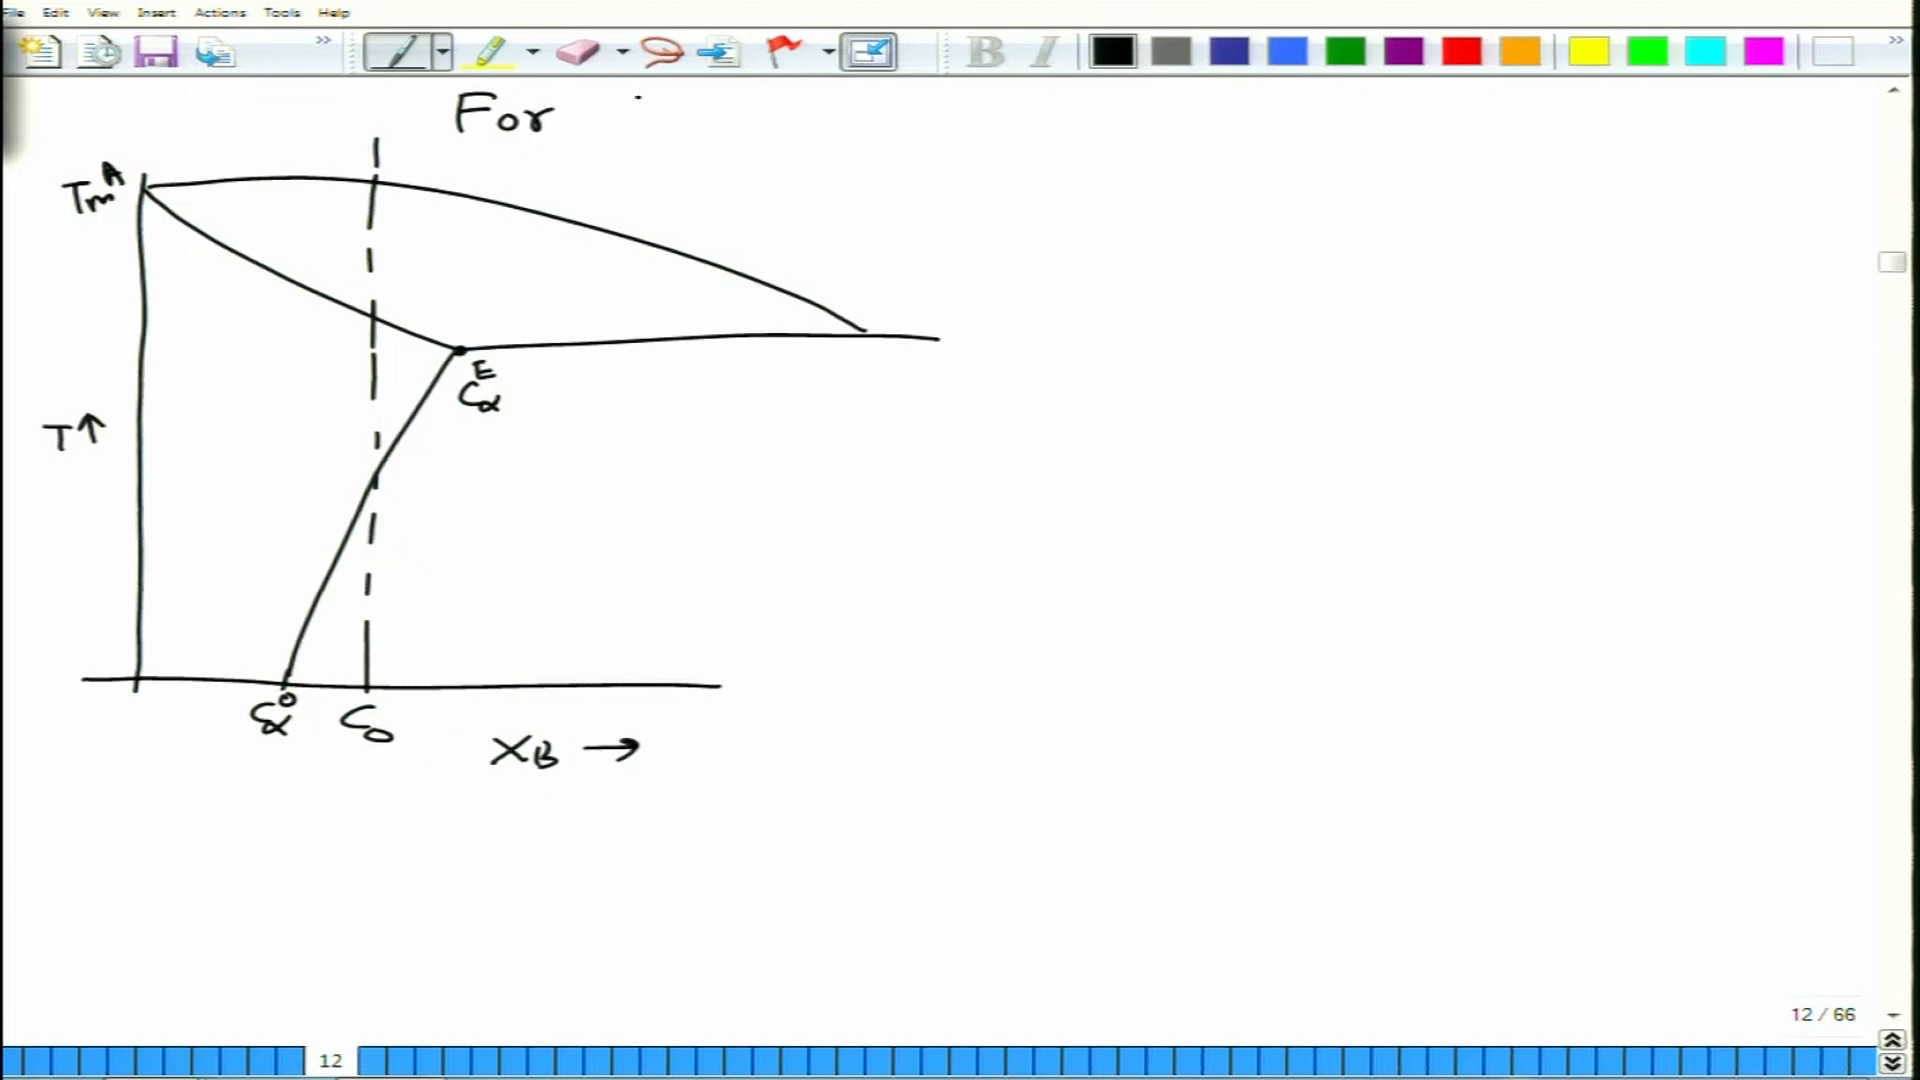 File Edit View Insert Actions Tools Help
B I
For
Tm^A
C_α^E
T↑
C_α^0 C_0
X_B →
12 / 66
12